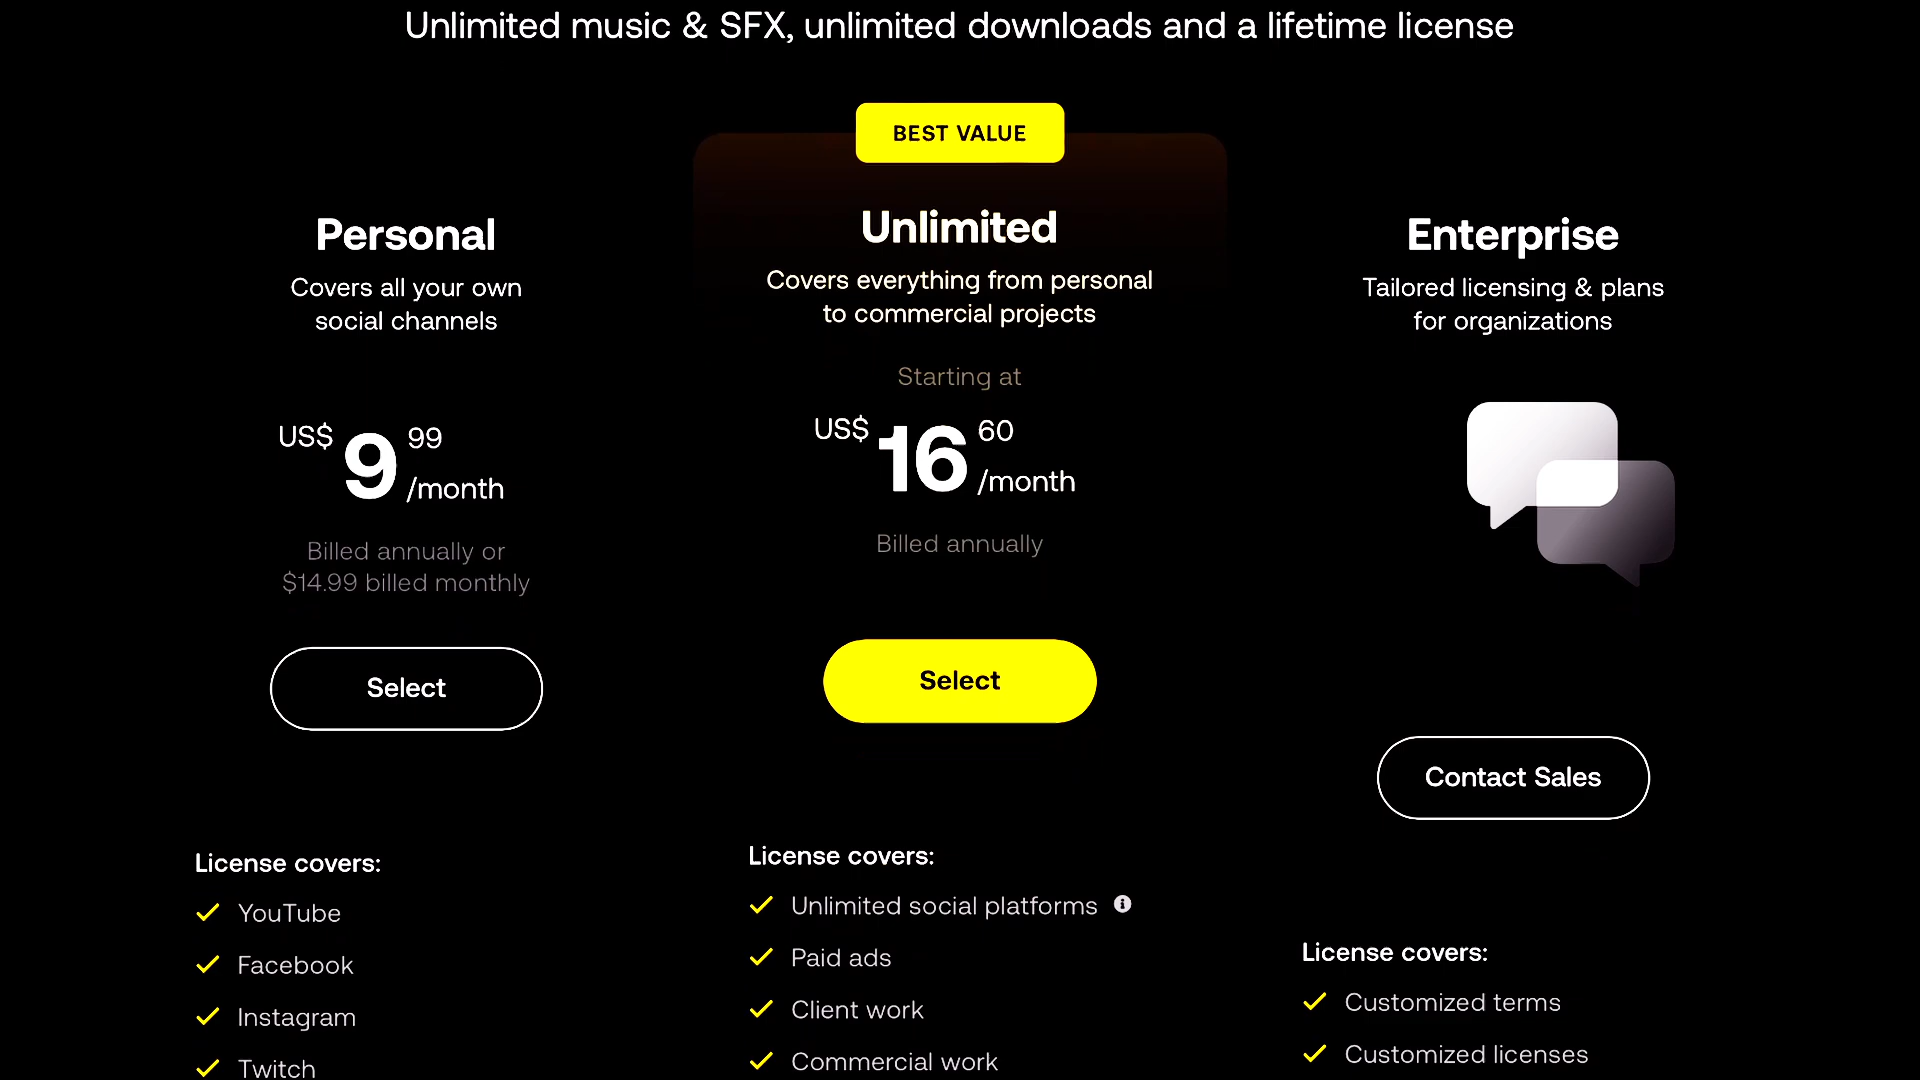 Unlimited music & SFX, unlimited downloads and a lifetime license
Personal
Covers all your own
social channels
US$ 9 99
/month
Billed annually or
$14.99 billed monthly
Select
License covers:
YouTube
Facebook
Instagram
Twitch
BEST VALUE
Unlimited
Covers everything from personal
to commercial projects
Starting at
US$ 16 60
/month
Billed annually
Select
License covers:
Unlimited social platforms
Paid ads
Client work
Commercial work
Enterprise
Tailored licensing & plans
for organizations
Contact Sales
License covers:
Customized terms
Customized licenses